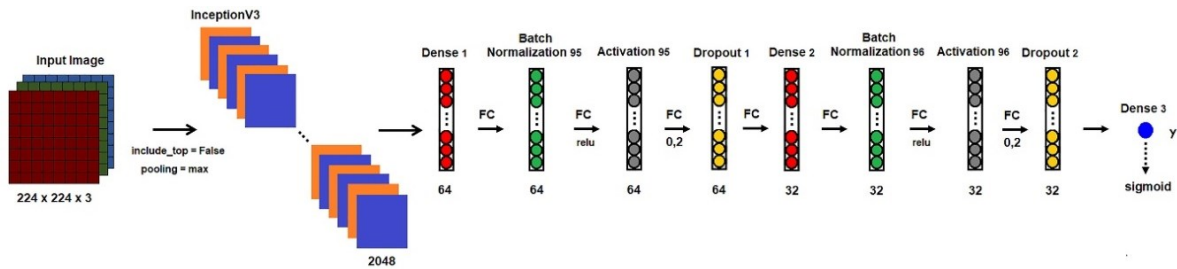 InceptionV3
Input Image
224 x 224 x 3
include_top = False
pooling = max
2048
Dense 1
64
FC
Batch
Normalization 95
64
FC
relu
Activation 95
64
FC
0,2
Dropout 1
64
FC
Dense 2
32
FC
Batch
Normalization 96
32
FC
relu
Activation 96
32
FC
0,2
Dropout 2
32
Dense 3
y
sigmoid